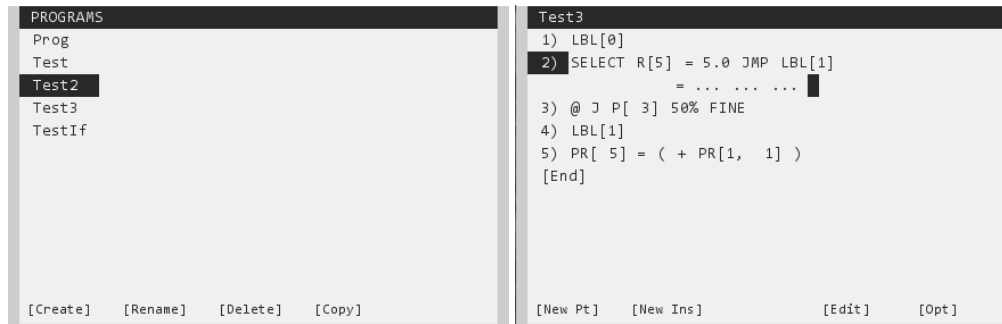 PROGRAMS
Prog
Test
Test2
Test3
TestIf
[Create] [Rename] [Delete] [Copy]
Test3
1) LBL[0]
2) SELECT R[5] = 5.0 JMP LBL[1]
= ... ... ...
3) @ J P[ 3] 50% FINE
4) LBL[1]
5) PR[ 5] = ( + PR[1,  1] )
[End]
[New Pt] [New Ins] [Edit] [Opt]